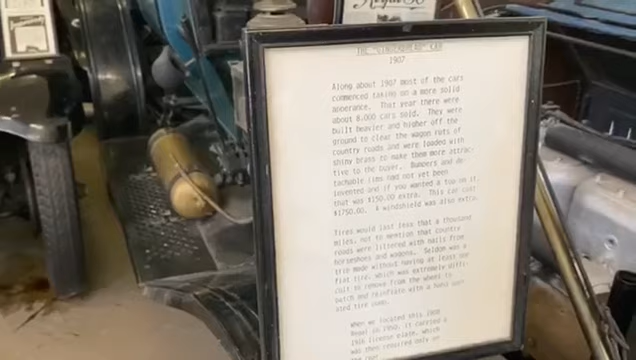 CAR
1907
Along about 1907 most of the cars
commenced taking on a more solid
apperance. That year there were
about 8,000 cars sold. They were
built heavier and higher off the
ground to clear the wagon ruts of
country roads and were loaded with
shiny brass to make them more attrac-
tive to the buyer. Bumpers and de-
tachable rims had not yet been
invented and if you wanted a top on it,
that was $150.00 extra. This car cost
$1750.00. A windshield was also extra.
Tires would last less that a thousand
miles, not to mention that country
roads were littered with nails from
horseshoes and wagons. Seldom was a
trip made without having at least one
flat tire, which was extremely diffi-
cult to remove from the wheel to
patch and reinflate with a hand oper-
ated tire pump.
When we located this 1908
in 1950, it carried a
license plate, which
was then required only on